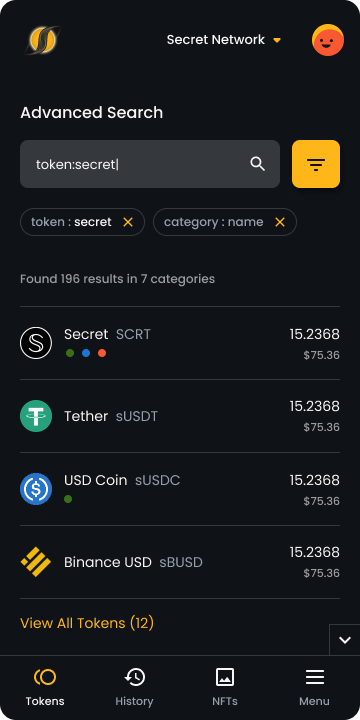 Secret Network
Advanced Search
token:secret
token : secret
category : name
Found 196 results in 7 categories
Secret SCRT
15.2368
$75.36
Tether sUSDT
15.2368
$75.36
USD Coin sUSDC
15.2368
$75.36
Binance USD sBUSD
15.2368
$75.36
View All Tokens (12)
Tokens
History
NFTs
Menu